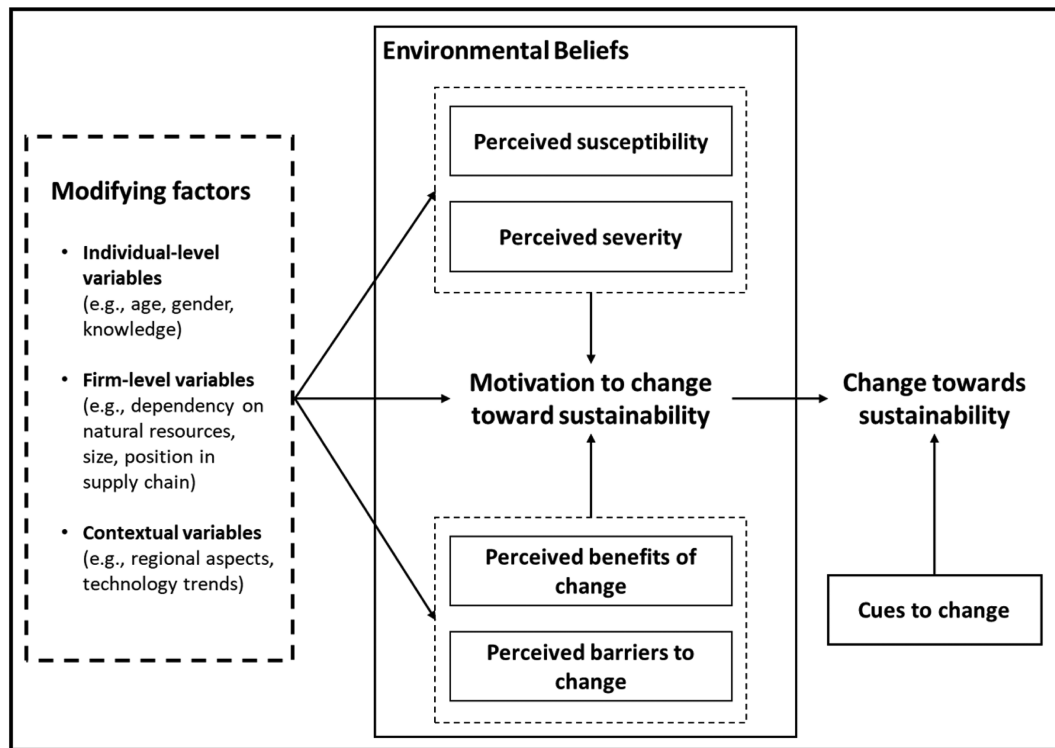 Environmental Beliefs
Modifying factors
• Individual-level
variables
(e.g., age, gender,
knowledge)
• Firm-level variables
(e.g., dependency on
natural resources,
size, position in
supply chain)
• Contextual variables
(e.g., regional aspects,
technology trends)
Perceived susceptibility
Perceived severity
Motivation to change
toward sustainability
Perceived benefits of
change
Perceived barriers to
change
Change towards
sustainability
Cues to change